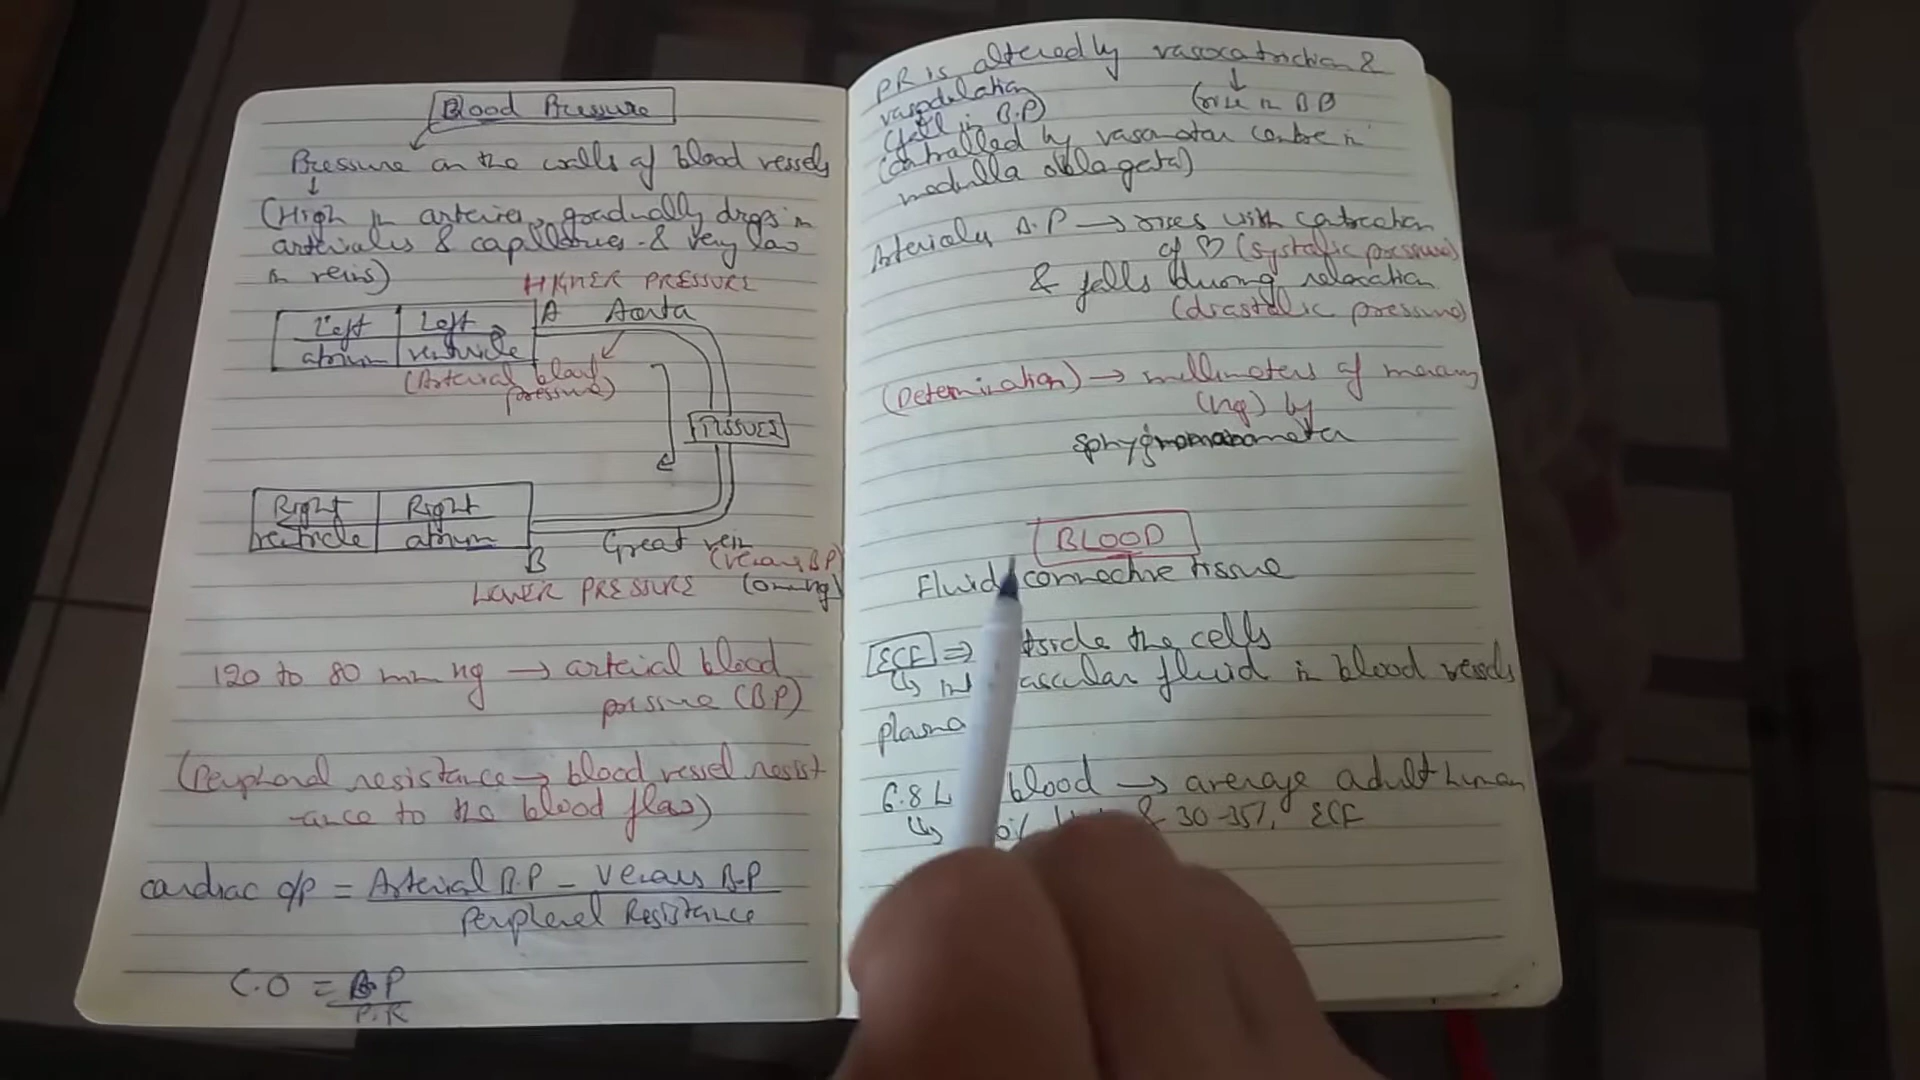 Blood Pressure
Pressure on the walls of blood vessels
(High in arteries, gradually drops in
arterioles & capillaries & very low
in veins)
HIGHER PRESSURE
Left Left A Aorta
atrium ventricle
(Arterial blood
pressure)
TISSUES
Right Right
ventricle atrium
B Great vein
(Venous BP)
LOWER PRESSURE (0mmHg)
120 to 80 mm Hg → arterial blood
pressure (BP)
(Peripheral resistance → blood vessel resist
-ance to the blood flow)
cardiac o/p = Arterial B.P - Venous B.P
Peripheral Resistance
C.O = BP
P.R
PR is altered by &
(rise in BP
(fall in B.P)
by vasomotor centre in
medulla
B.P → rises with contraction
of ♡ (systolic pressure)
& falls during relaxation
(diastolic pressure)
(Determination) → millimeters of mercury
(Hg) by
BLOOD
Fluid connective tissue
ECF ⇒ the cells
↳ fluid in blood vessels
plasma
6.8 L blood → average adult human
↳ & 30-35% ECF